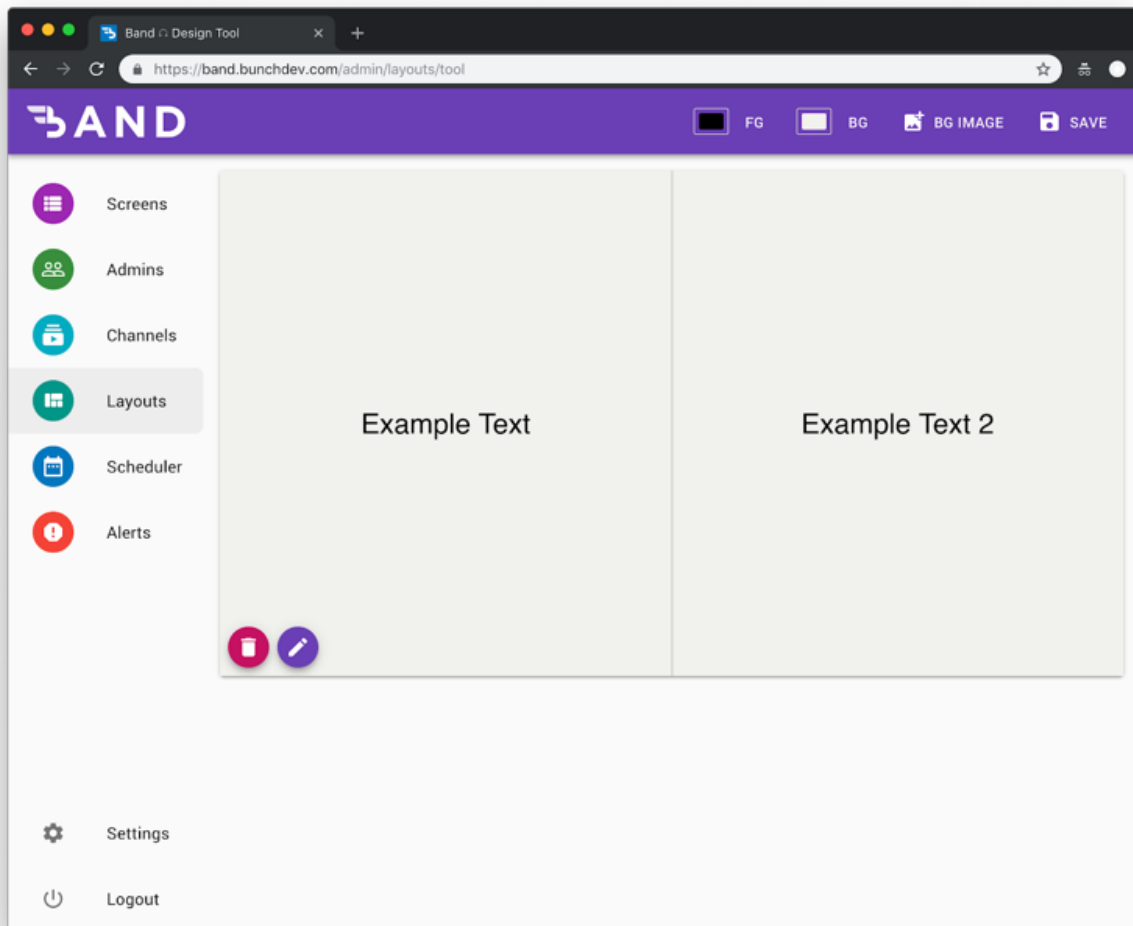 Band ∩ Design Tool
https://band.bunchdev.com/admin/layouts/tool
BAND
FG
BG
BG IMAGE
SAVE
Screens
Admins
Channels
Layouts
Scheduler
Alerts
Example Text
Example Text 2
Settings
Logout